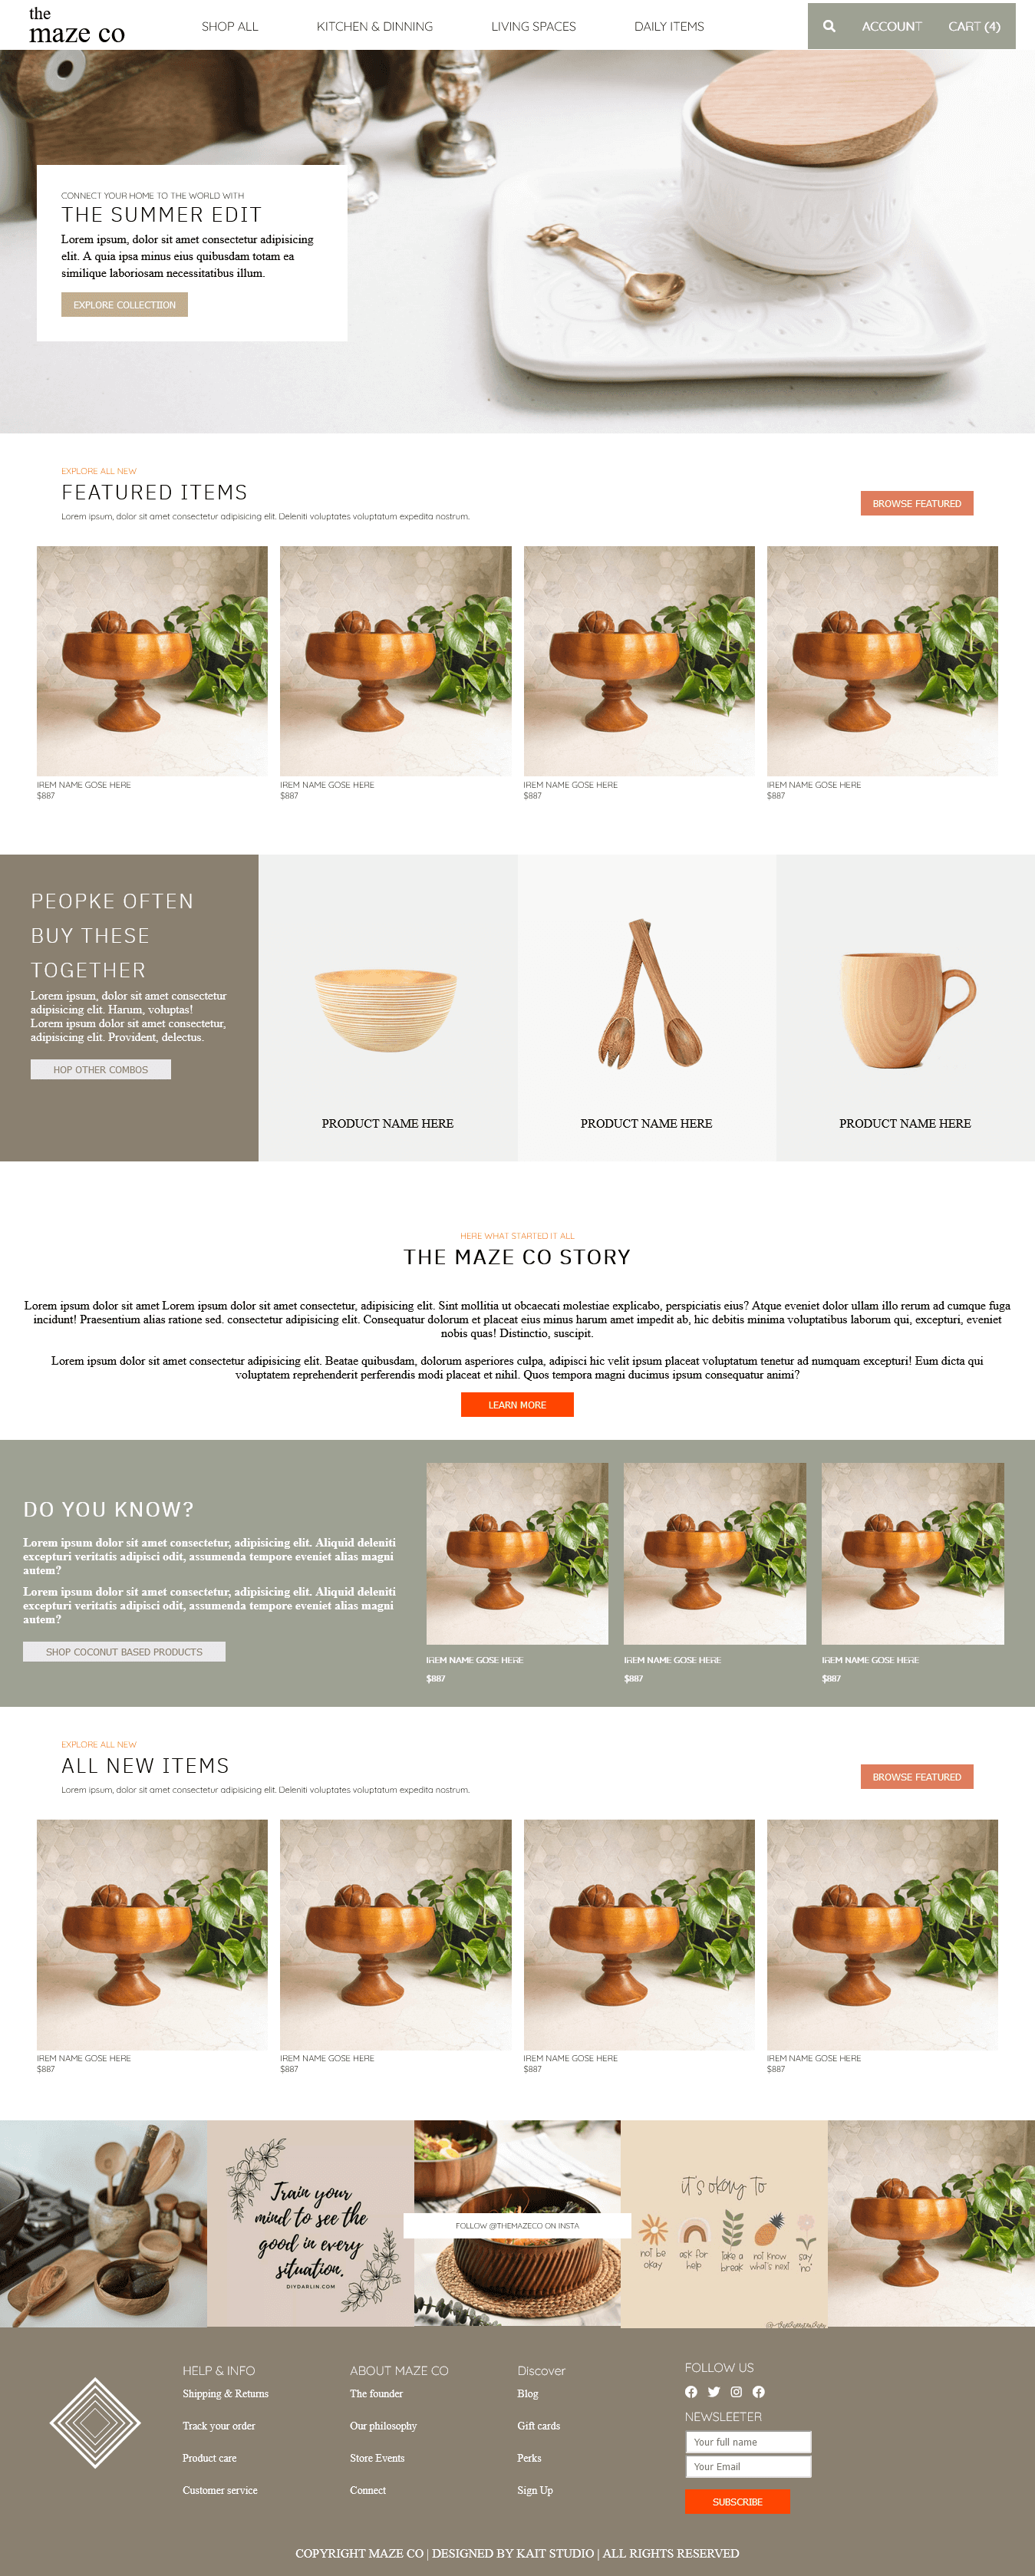 the
maze co
SHOP ALL KITCHEN & DINNING LIVING SPACES DAILY ITEMS ACCOUNT CART (4)
CONNECT YOUR HOME TO THE WORLD WITH
THE SUMMER EDIT
Lorem ipsum, dolor sit amet consectetur adipisicing
elit. A quia ipsa minus eius quibusdam totam ea
similique laboriosam necessitatibus illum.
EXPLORE COLLECTIION
EXPLORE ALL NEW
FEATURED ITEMS
Lorem ipsum, dolor sit amet consectetur adipisicing elit. Deleniti voluptates voluptatum expedita nostrum.
BROWSE FEATURED
IREM NAME GOSE HERE IREM NAME GOSE HERE IREM NAME GOSE HERE IREM NAME GOSE HERE
$887 $887 $887 $887
PEOPKE OFTEN
BUY THESE
TOGETHER
Lorem ipsum, dolor sit amet consectetur
adipisicing elit. Harum, voluptas!
Lorem ipsum dolor sit amet consectetur,
adipisicing elit. Provident, delectus.
HOP OTHER COMBOS
PRODUCT NAME HERE PRODUCT NAME HERE PRODUCT NAME HERE
HERE WHAT STARTED IT ALL
THE MAZE CO STORY
Lorem ipsum dolor sit amet Lorem ipsum dolor sit amet consectetur, adipisicing elit. Sint mollitia ut obcaecati molestiae explicabo, perspiciatis eius? Atque eveniet dolor ullam illo rerum ad cumque fuga
incidunt! Praesentium alias ratione sed. consectetur adipisicing elit. Consequatur dolorum et placeat eius minus harum amet impedit ab, hic debitis minima voluptatibus laborum qui, excepturi, eveniet
nobis quas! Distinctio, suscipit.
Lorem ipsum dolor sit amet consectetur adipisicing elit. Beatae quibusdam, dolorum asperiores culpa, adipisci hic velit ipsum placeat voluptatum tenetur ad numquam excepturi! Eum dicta qui
voluptatem reprehenderit perferendis modi placeat et nihil. Quos tempora magni ducimus ipsum consequatur animi?
LEARN MORE
DO YOU KNOW?
Lorem ipsum dolor sit amet consectetur, adipisicing elit. Aliquid deleniti
excepturi veritatis adipisci odit, assumenda tempore eveniet alias magni
autem?
Lorem ipsum dolor sit amet consectetur, adipisicing elit. Aliquid deleniti
excepturi veritatis adipisci odit, assumenda tempore eveniet alias magni
autem?
SHOP COCONUT BASED PRODUCTS
IREM NAME GOSE HERE IREM NAME GOSE HERE IREM NAME GOSE HERE
$887 $887 $887
EXPLORE ALL NEW
ALL NEW ITEMS
Lorem ipsum, dolor sit amet consectetur adipisicing elit. Deleniti voluptates voluptatum expedita nostrum.
BROWSE FEATURED
IREM NAME GOSE HERE IREM NAME GOSE HERE IREM NAME GOSE HERE IREM NAME GOSE HERE
$887 $887 $887 $887
Train your
mind to see the
good in every
situation.
DIYDARLIN.COM
FOLLOW @THEMAZECO ON INSTA
it's okay to
not be
okay
ask for
help
take a
break
not know
what's next
say
"no"
HELP & INFO
Shipping & Returns
Track your order
Product care
Customer service
ABOUT MAZE CO
The founder
Our philosophy
Store Events
Connect
Discover
Blog
Gift cards
Perks
Sign Up
FOLLOW US
NEWSLEETER
Your full name
Your Email
SUBSCRIBE
COPYRIGHT MAZE CO | DESIGNED BY KAIT STUDIO | ALL RIGHTS RESERVED